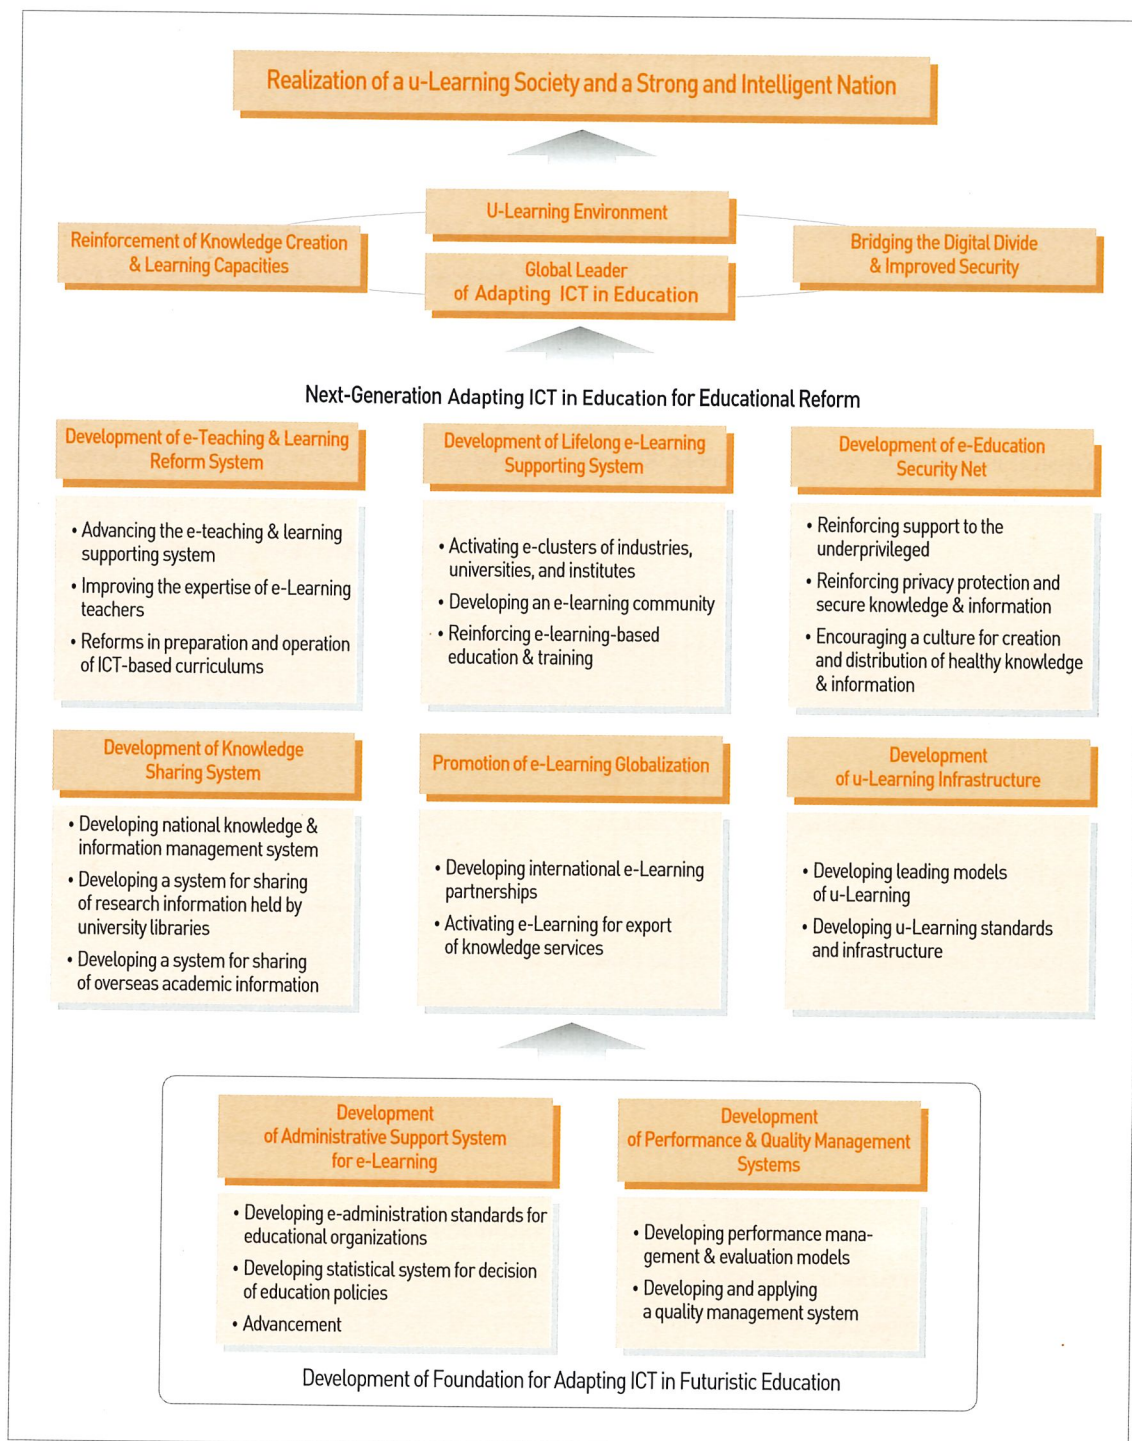 Realization of a u-Learning Society and a Strong and Intelligent Nation
U-Learning Environment
Reinforcement of Knowledge Creation
& Learning Capacities
Global Leader
of Adapting ICT in Education
Bridging the Digital Divide
& Improved Security
Next-Generation Adapting ICT in Education for Educational Reform
Development of e-Teaching & Learning
Reform System
• Advancing the e-teaching & learning
supporting system
• Improving the expertise of e-Learning
teachers
• Reforms in preparation and operation
of ICT-based curriculums
Development of Lifelong e-Learning
Supporting System
• Activating e-clusters of industries,
universities, and institutes
• Developing an e-learning community
• Reinforcing e-learning-based
education & training
Development of e-Education
Security Net
• Reinforcing support to the
underprivileged
• Reinforcing privacy protection and
secure knowledge & information
• Encouraging a culture for creation
and distribution of healthy knowledge
& information
Development of Knowledge
Sharing System
• Developing national knowledge &
information management system
• Developing a system for sharing
of research information held by
university libraries
• Developing a system for sharing
of overseas academic information
Promotion of e-Learning Globalization
• Developing international e-Learning
partnerships
• Activating e-Learning for export
of knowledge services
Development
of u-Learning Infrastructure
• Developing leading models
of u-Learning
• Developing u-Learning standards
and infrastructure
Development
of Administrative Support System
for e-Learning
• Developing e-administration standards for
educational organizations
• Developing statistical system for decision
of education policies
• Advancement
Development
of Performance & Quality Management
Systems
• Developing performance mana-
gement & evaluation models
• Developing and applying
a quality management system
Development of Foundation for Adapting ICT in Futuristic Education